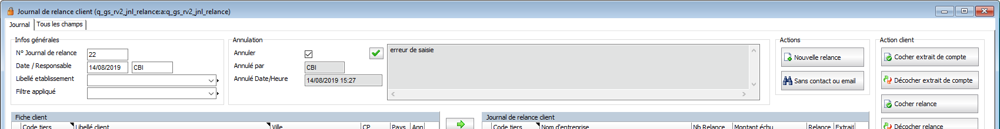 Journal de relance client (q_gs_rv2_jnl_relance:a:q_gs_rv2_jnl_relance)
Journal
Tous les champs
Infos générales
N° Journal de relance 22
Date / Responsable 14/08/2019 CBI
Libellé etablissement
Filtre appliqué
Annulation
Annuler
Annulé par CBI
Annulé Date/Heure 14/08/2019 15:27
erreur de saisie
Actions
Nouvelle relance
Sans contact ou email
Action client
Cocher extrait de compte
Décocher extrait de compte
Cocher relance
Décocher relance
Fiche client
Code tiers Libellé client Ville CP Pays Ann
Journal de relance client
Code tiers Nom d'entreprise Nb Relance Montant échu Relance Extrait